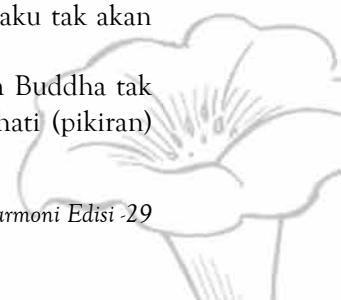 aku tak akan
Buddha tak
hati (pikiran)
armoni Edisi -29